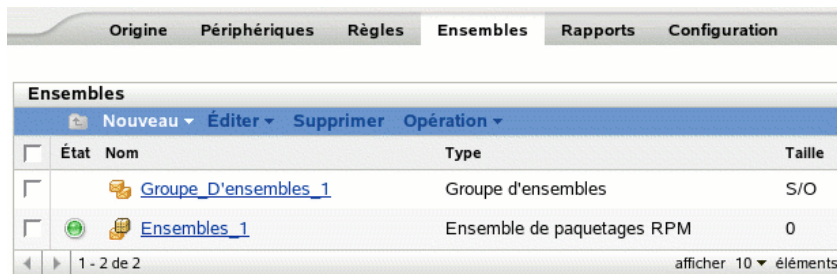 Origine Périphériques Règles Ensembles Rapports Configuration
Ensembles
Nouveau Éditer Supprimer Opération
État Nom Type Taille
Groupe_D'ensembles_1 Groupe d'ensembles S/O
Ensembles_1 Ensemble de paquetages RPM 0
1 - 2 de 2 afficher 10 éléments